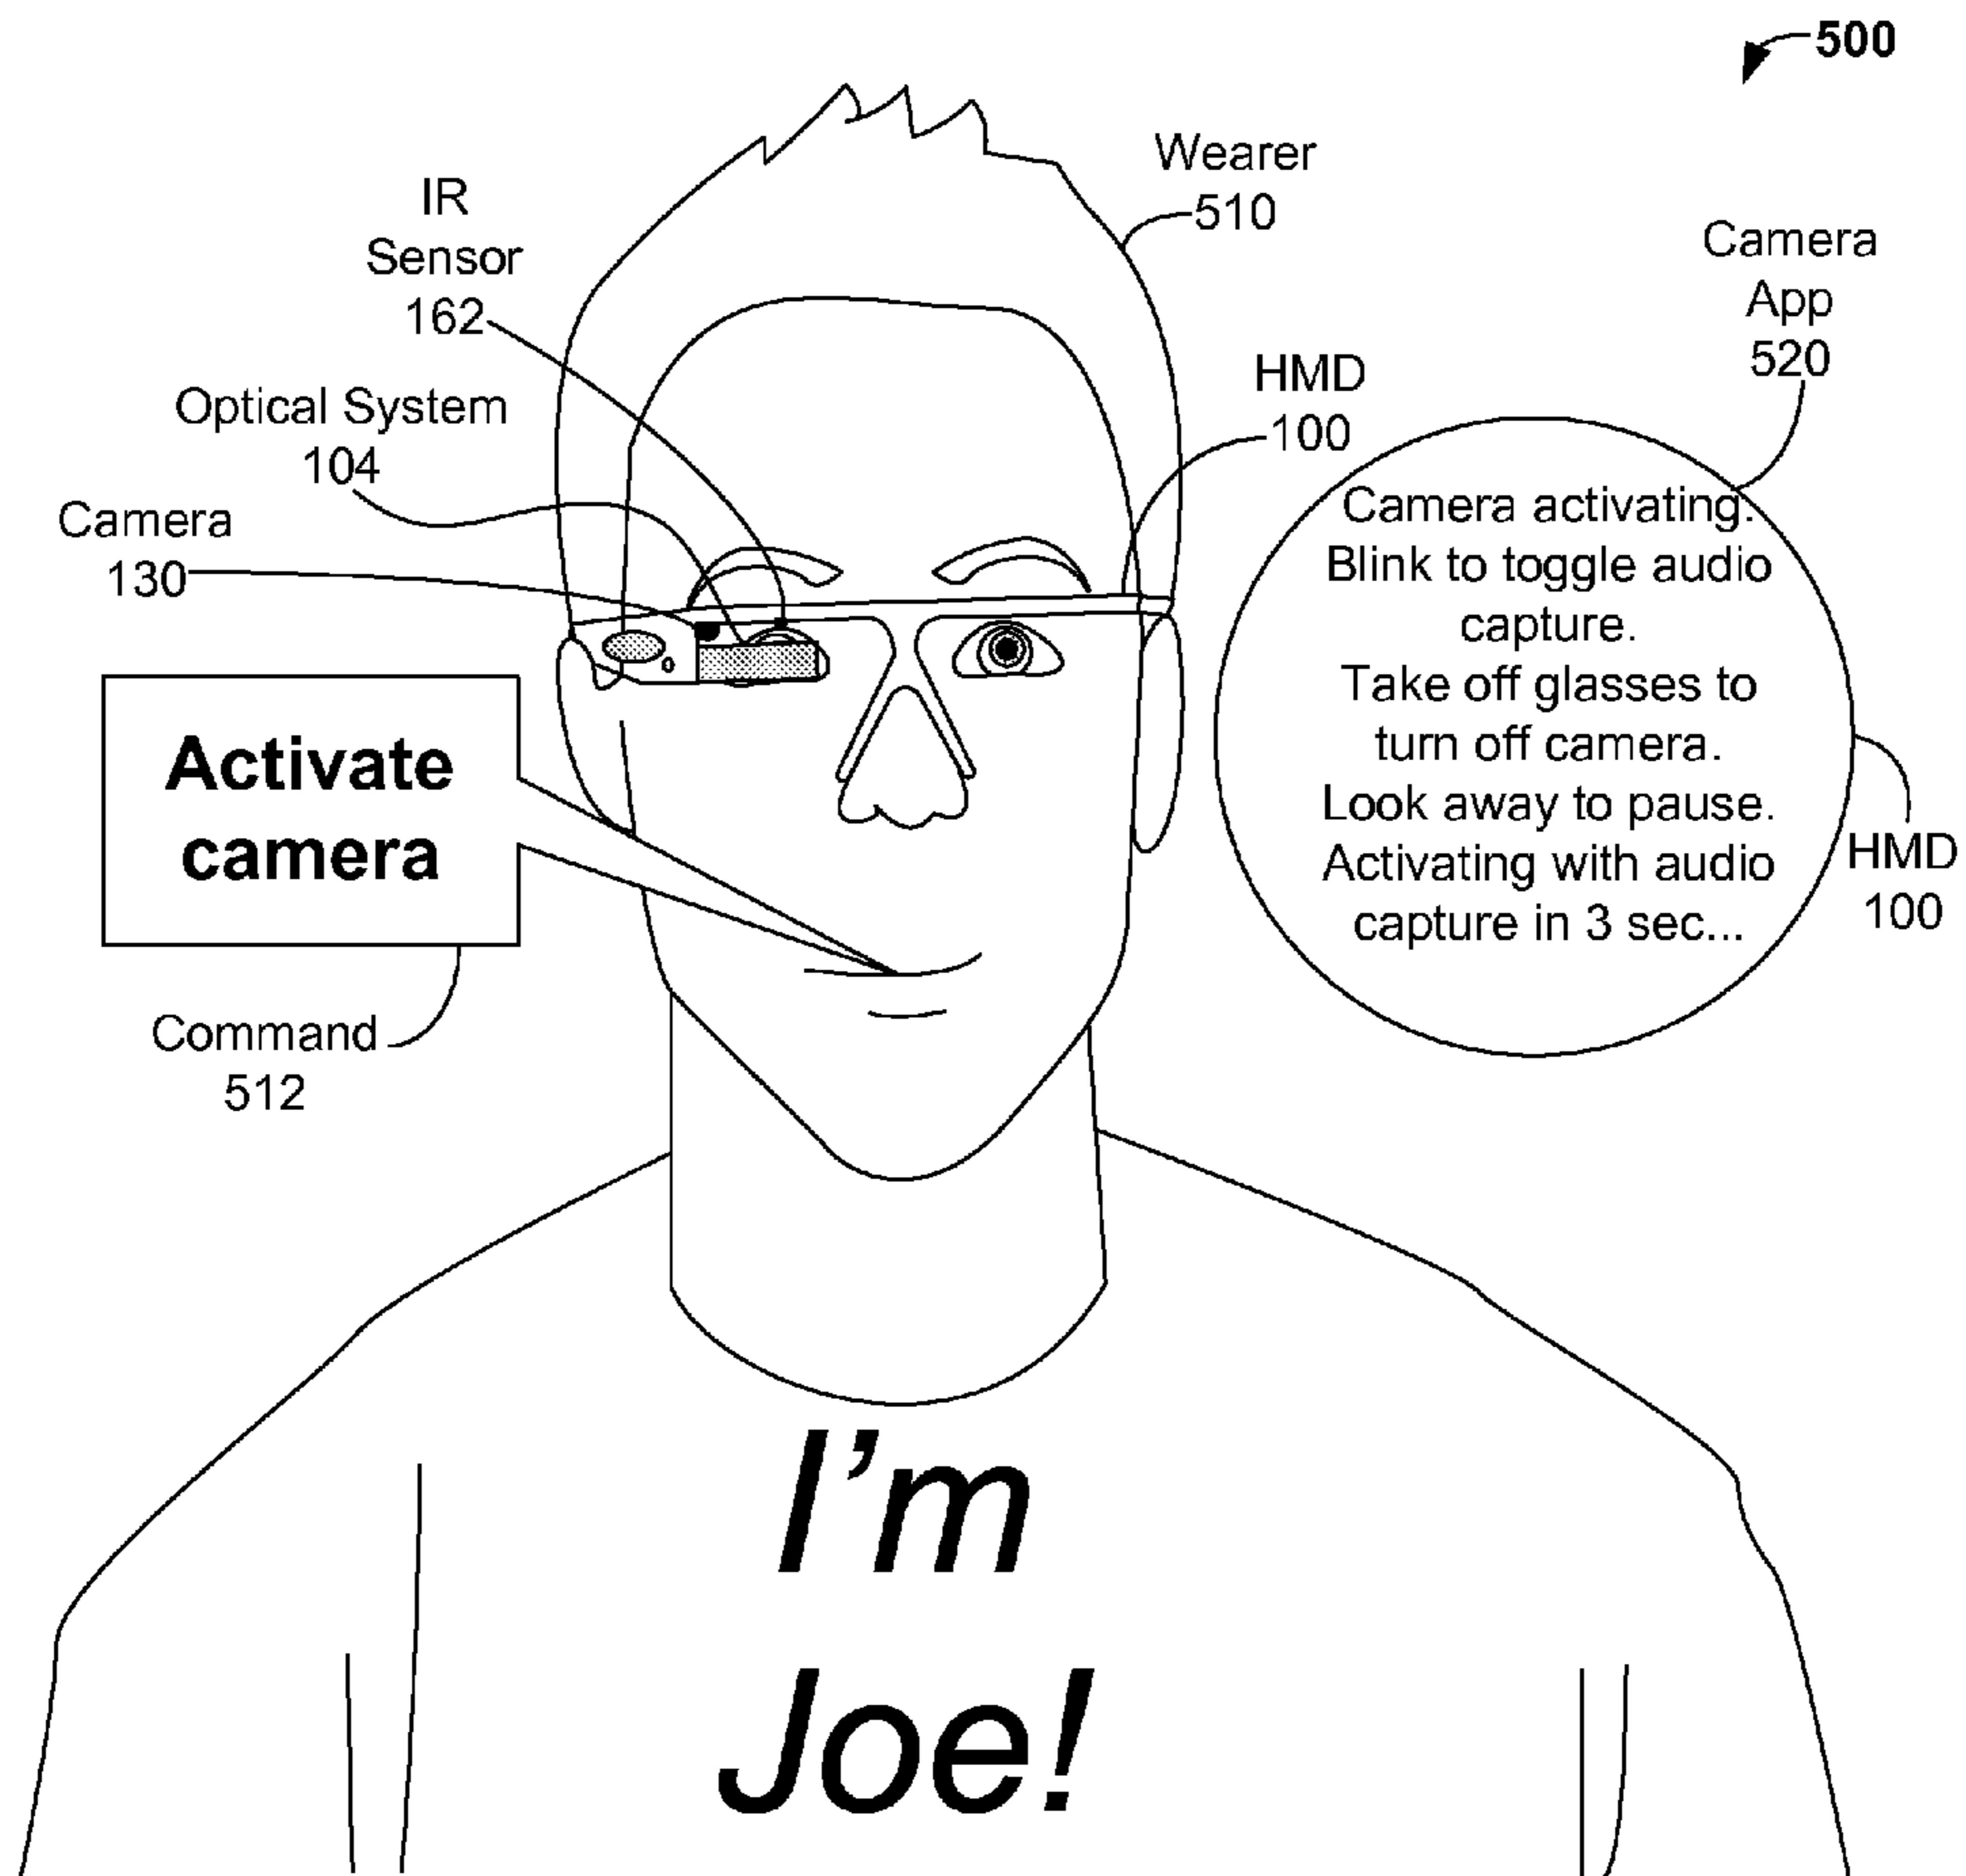 500
Wearer
510
IR
Sensor
162
Camera
App
520
HMD
100
Optical System
104
Camera
130
Camera activating.
Blink to toggle audio
capture.
Take off glasses to
turn off camera.
Look away to pause.
Activating with audio
capture in 3 sec...
HMD
100
Activate
camera
Command
512
I'm
Joe!